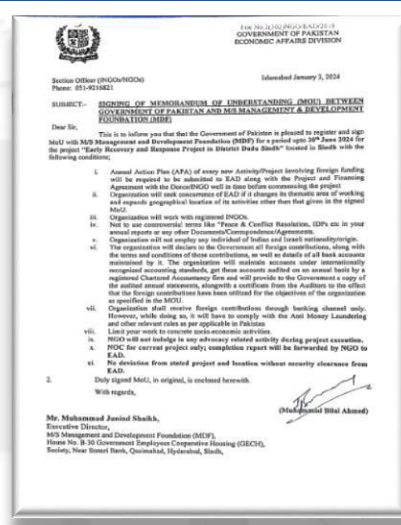 File No.2(102)NGO/EAD/2018
GOVERNMENT OF PAKISTAN
ECONOMIC AFFAIRS DIVISION
Section Officer (INGOs/NGOs)
Phone: 051-9216821
Islamabad January 3, 2024
SUBJECT:- SIGNING OF MEMORANDUM OF UNDERSTANDING (MOU) BETWEEN
GOVERNMENT OF PAKISTAN AND M/S MANAGEMENT & DEVELOPMENT
FOUNDATION (MDF)
Dear Sir,
This is to inform you that that the Government of Pakistan is pleased to register and sign
MoU with M/S Management and Development Foundation (MDF) for a period upto 30th June 2024 for
the project "Early Recovery and Response Project in District Dadu Sindh" located in Sindh with the
following conditions;
i. Annual Action Plan (APA) of every new Activity/Project involving foreign funding
will be required to be submitted to EAD along with the Project and Financing
Agreement with the Donor/INGO well in time before commencing the project
ii. Organization will seek concurrence of EAD if it changes its thematic area of working
and expands geographical location of its activities other than that given in the signed
MoU.
iii. Organization will work with registered INGOs.
iv. Not to use controversial terms like "Peace & Conflict Resolution, IDPs etc in your
annual reports or any other Documents/Correspondence/Agreements.
v. Organization will not employ any individual of Indian and Israeli nationality/origin.
vi. The organization will declare to the Government all foreign contributions, along with
the terms and conditions of those contributions, as well as details of all bank accounts
maintained by it. The organization will maintain accounts under internationally
recognized accounting standards, get these accounts audited on an annual basis by a
registered Chartered Accountancy firm and will provide to the Government a copy of
the audited annual statements, alongwith a certificate from the Auditors to the effect
that the foreign contributions have been utilized for the objectives of the organization
as specified in the MOU.
vii. Organization shall receive foreign contributions through banking channel only.
However, while doing so, it will have to comply with the Anti Money Laundering
and other relevant rules as per applicable in Pakistan
viii. Limit your work to concrete socio-economic activities.
ix. NGO will not indulge in any advocacy related activity during project execution.
x. NOC for current project only; completion report will be forwarded by NGO to
EAD.
xi. No deviation from stated project and location without security clearance from
EAD.
2. Duly signed MoU, in original, is enclosed herewith.
With regards,
(Muhammad Bilal Ahmed)
Mr. Muhammad Junaid Shaikh,
Executive Director,
M/S Management and Development Foundation (MDF),
House No. B-30 Government Employees Cooperative Housing (GECH),
Society, Near Soneri Bank, Qasimabad, Hyderabad, Sindh,